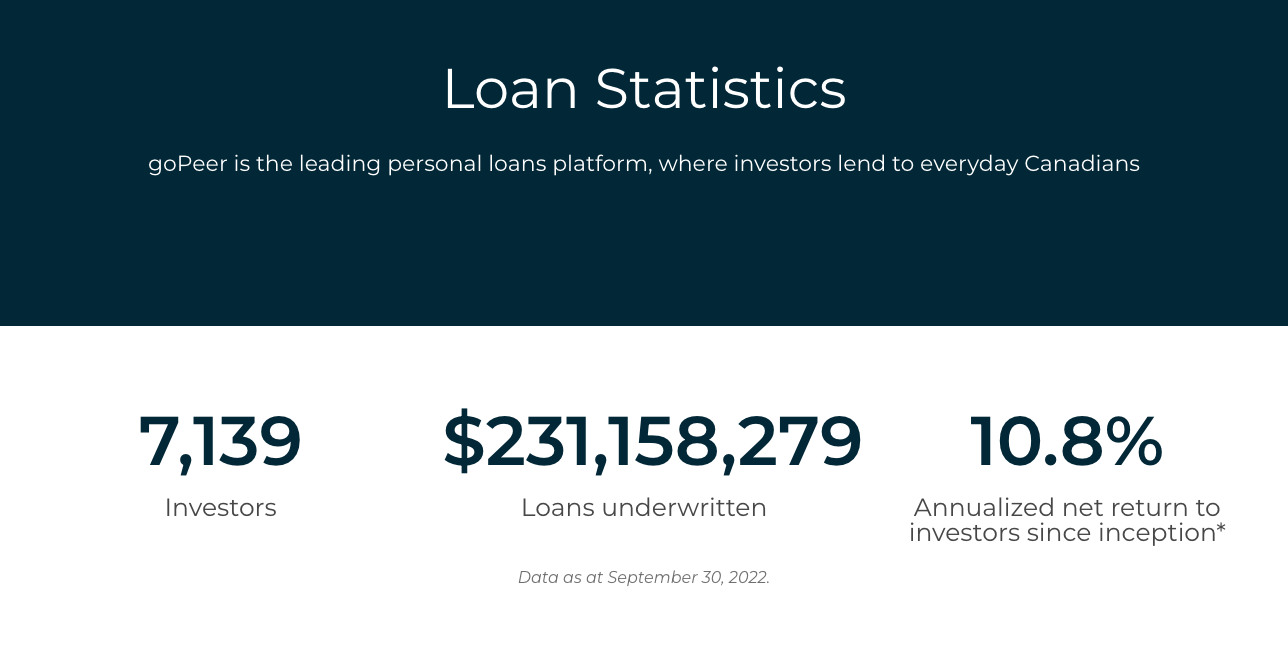 Loan Statistics
goPeer is the leading personal loans platform, where investors lend to everyday Canadians
7,139
Investors
$231,158,279
Loans underwritten
10.8%
Annualized net return to
investors since inception*
Data as at September 30, 2022.